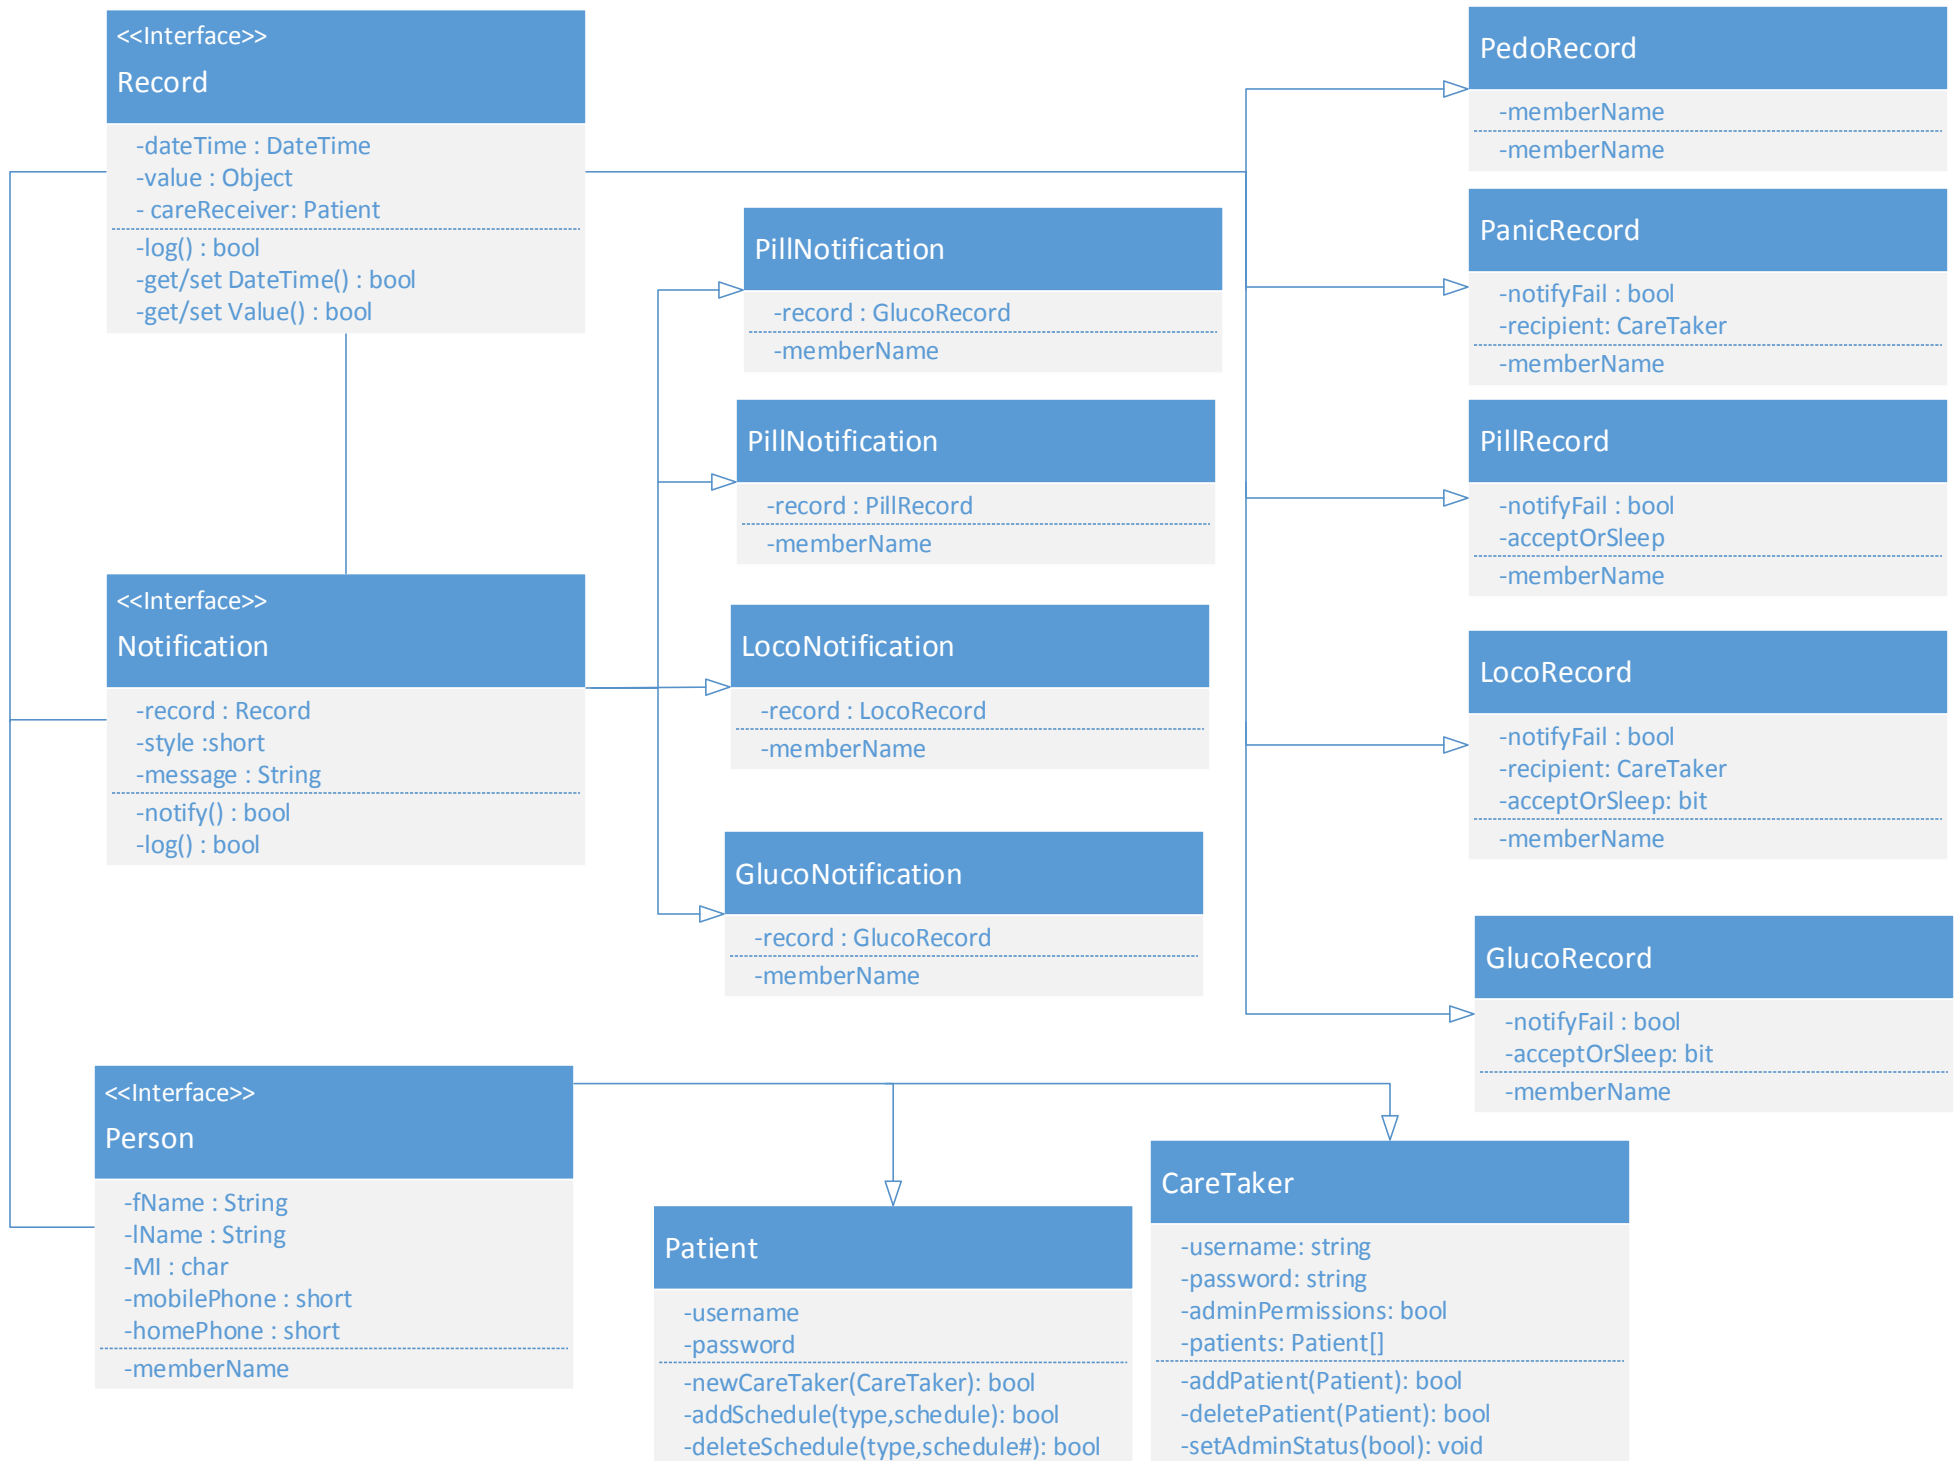 <<Interface>>
Record
-dateTime : DateTime
-value : Object
- careReceiver: Patient
-log() : bool
-get/set DateTime() : bool
-get/set Value() : bool
<<Interface>>
Notification
-record : Record
-style :short
-message : String
-notify() : bool
-log() : bool
<<Interface>>
Person
-fName : String
-lName : String
-MI : char
-mobilePhone : short
-homePhone : short
-memberName
PillNotification
-record : GlucoRecord
-memberName
PillNotification
-record : PillRecord
-memberName
LocoNotification
-record : LocoRecord
-memberName
GlucoNotification
-record : GlucoRecord
-memberName
Patient
-username
-password
-newCareTaker(CareTaker): bool
-addSchedule(type,schedule): bool
-deleteSchedule(type,schedule#): bool
CareTaker
-username: string
-password: string
-adminPermissions: bool
-patients: Patient[]
-addPatient(Patient): bool
-deletePatient(Patient): bool
-setAdminStatus(bool): void
PedoRecord
-memberName
-memberName
PanicRecord
-notifyFail : bool
-recipient: CareTaker
-memberName
PillRecord
-notifyFail : bool
-acceptOrSleep
-memberName
LocoRecord
-notifyFail : bool
-recipient: CareTaker
-acceptOrSleep: bit
-memberName
GlucoRecord
-notifyFail : bool
-acceptOrSleep: bit
-memberName